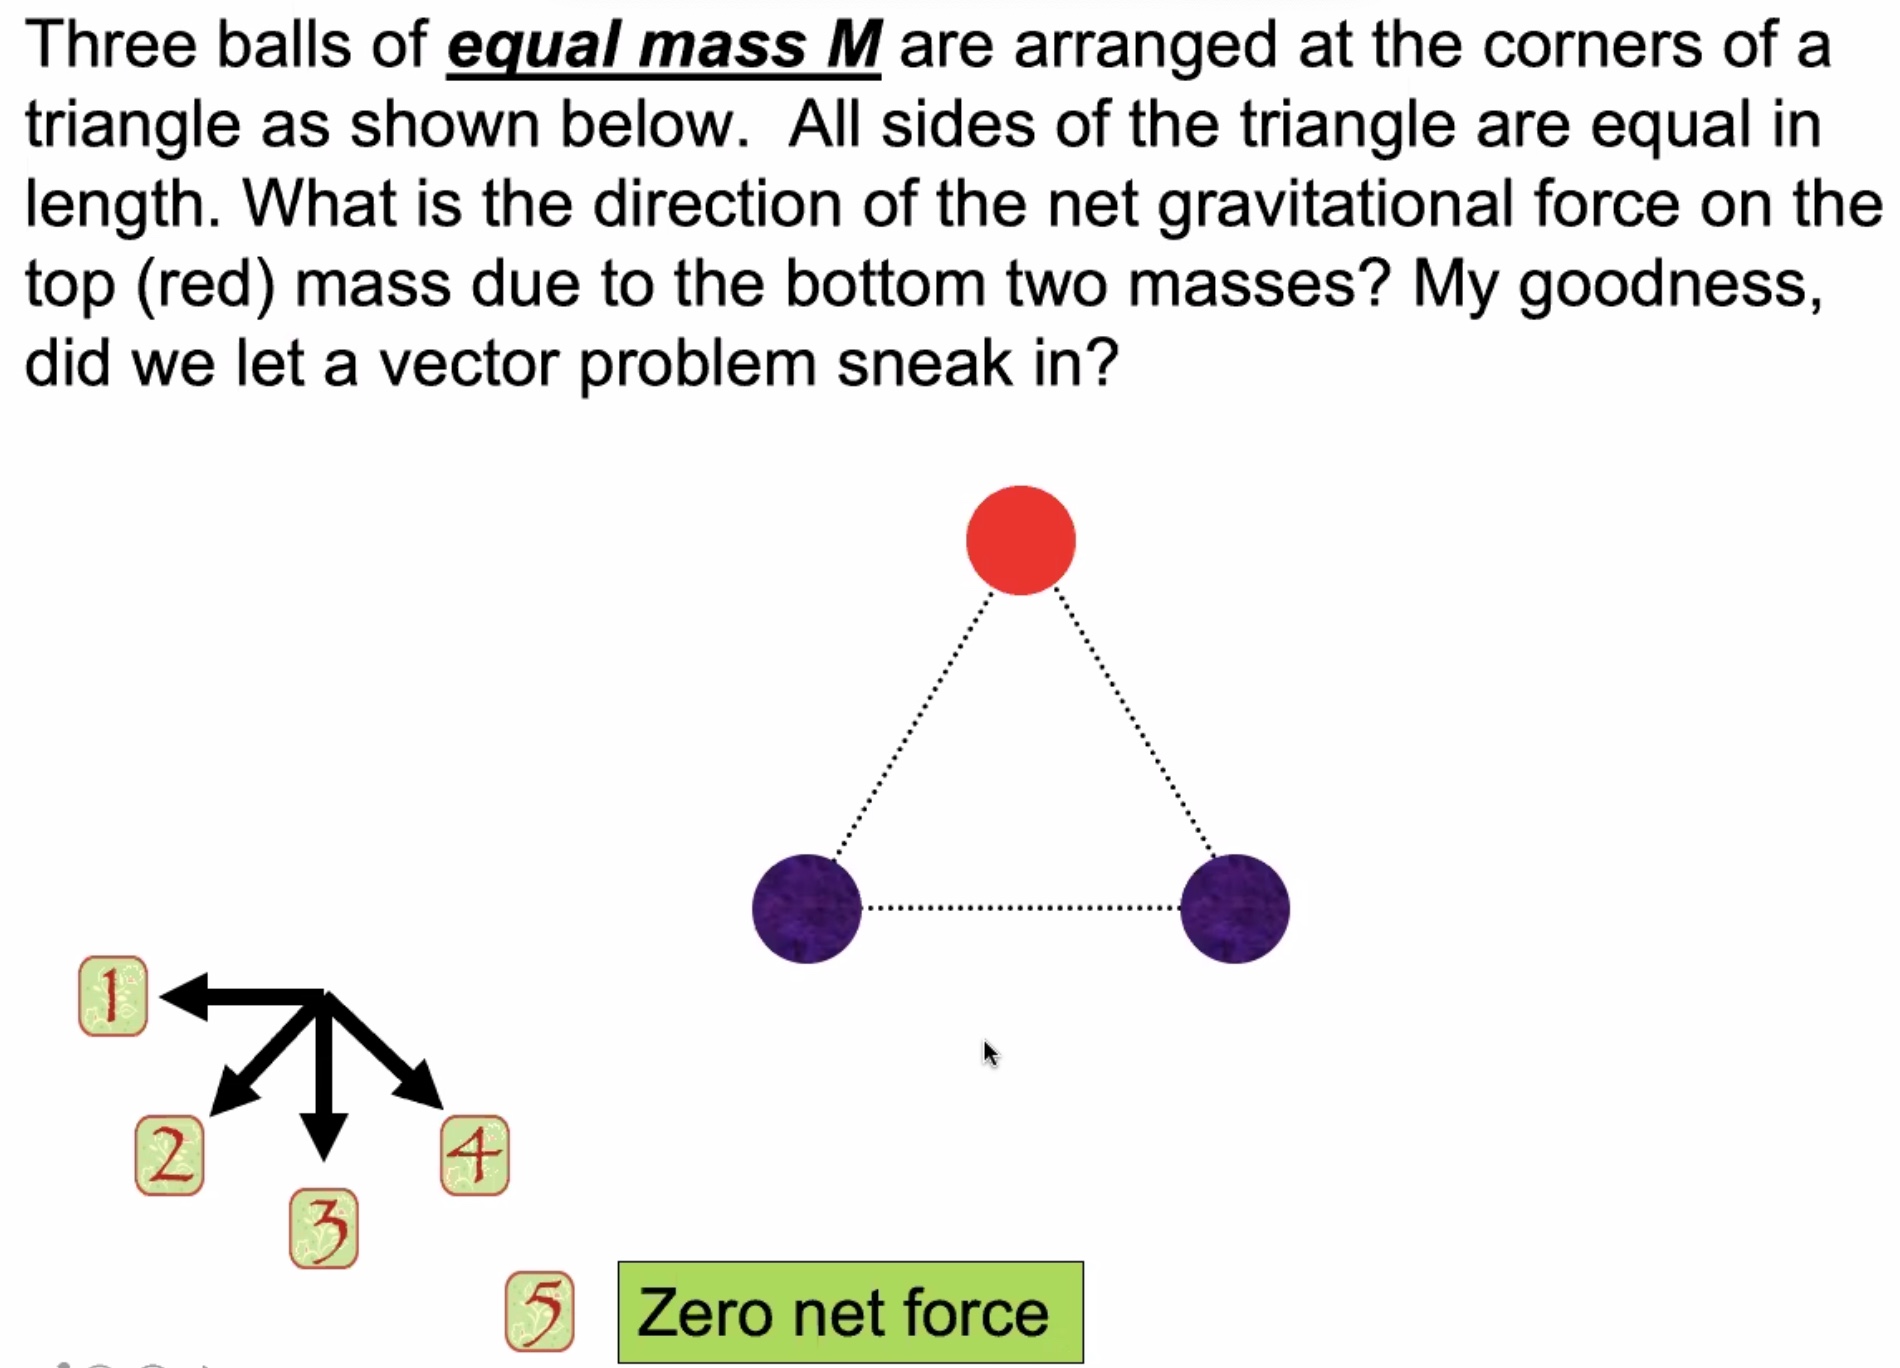 Three balls of equal mass M are arranged at the corners of a
triangle as shown below.  All sides of the triangle are equal in
length. What is the direction of the net gravitational force on the
top (red) mass due to the bottom two masses? My goodness,
did we let a vector problem sneak in?
1
2
4
3
5 Zero net force